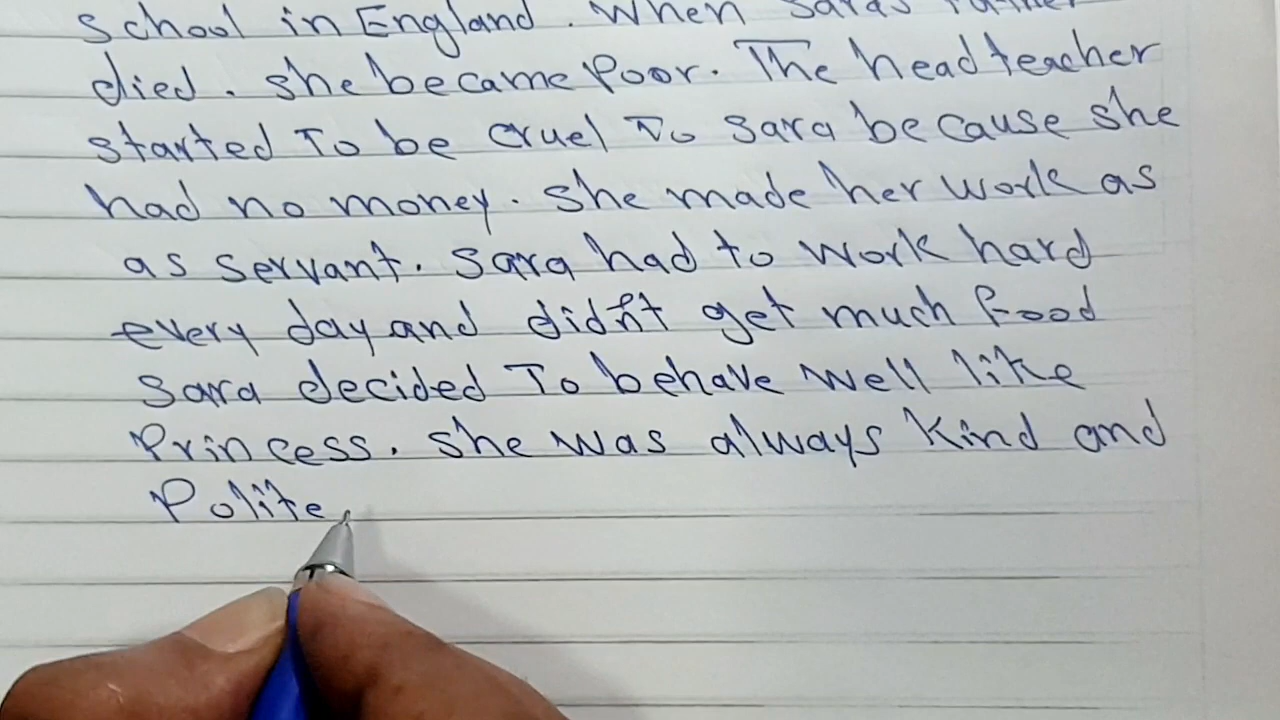 school in England. When Sara's father
died. she became Poor. The head teacher
started To be cruel To Sara because she
had no money. She made her work as
as servant. Sara had to work hard
every day and didn't get much food
Sara decided To behave well like
Princess. She was always kind and
Polite.